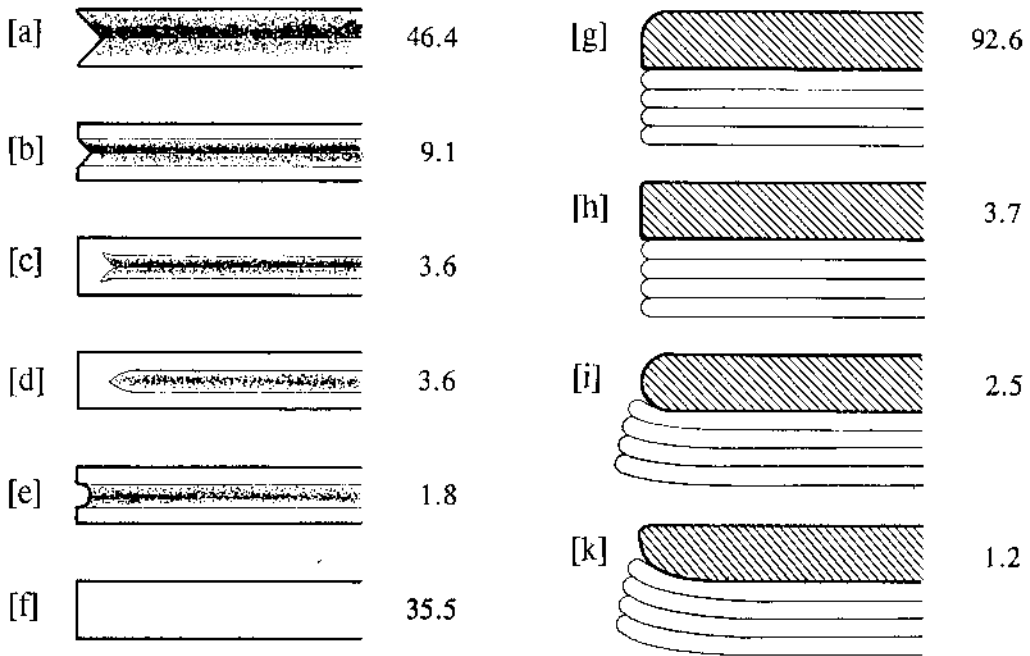 [a] 46.4
[b] 9.1
[c] 3.6
[d] 3.6
[e] 1.8
[f] 35.5
[g] 92.6
[h] 3.7
[i] 2.5
[k] 1.2